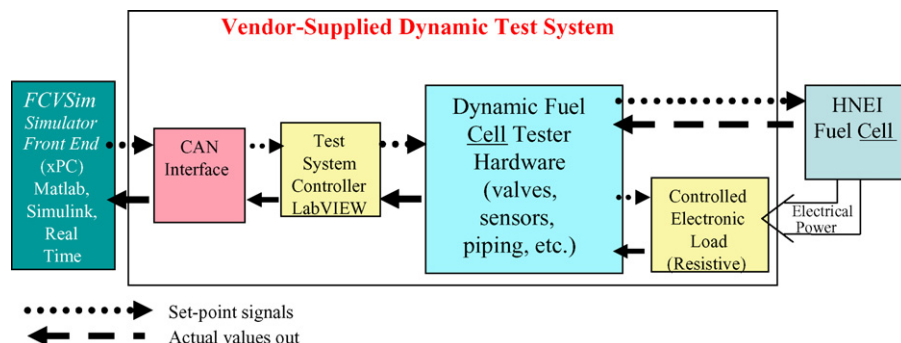 Vendor-Supplied Dynamic Test System
FCVSim
Simulator
Front End
(xPC)
Matlab,
Simulink,
Real
Time
CAN
Interface
Test
System
Controller
LabVIEW
Dynamic Fuel
Cell Tester
Hardware
(valves,
sensors,
piping, etc.)
HNEI
Fuel Cell
Controlled
Electronic
Load
(Resistive)
Electrical
Power
Set-point signals
Actual values out